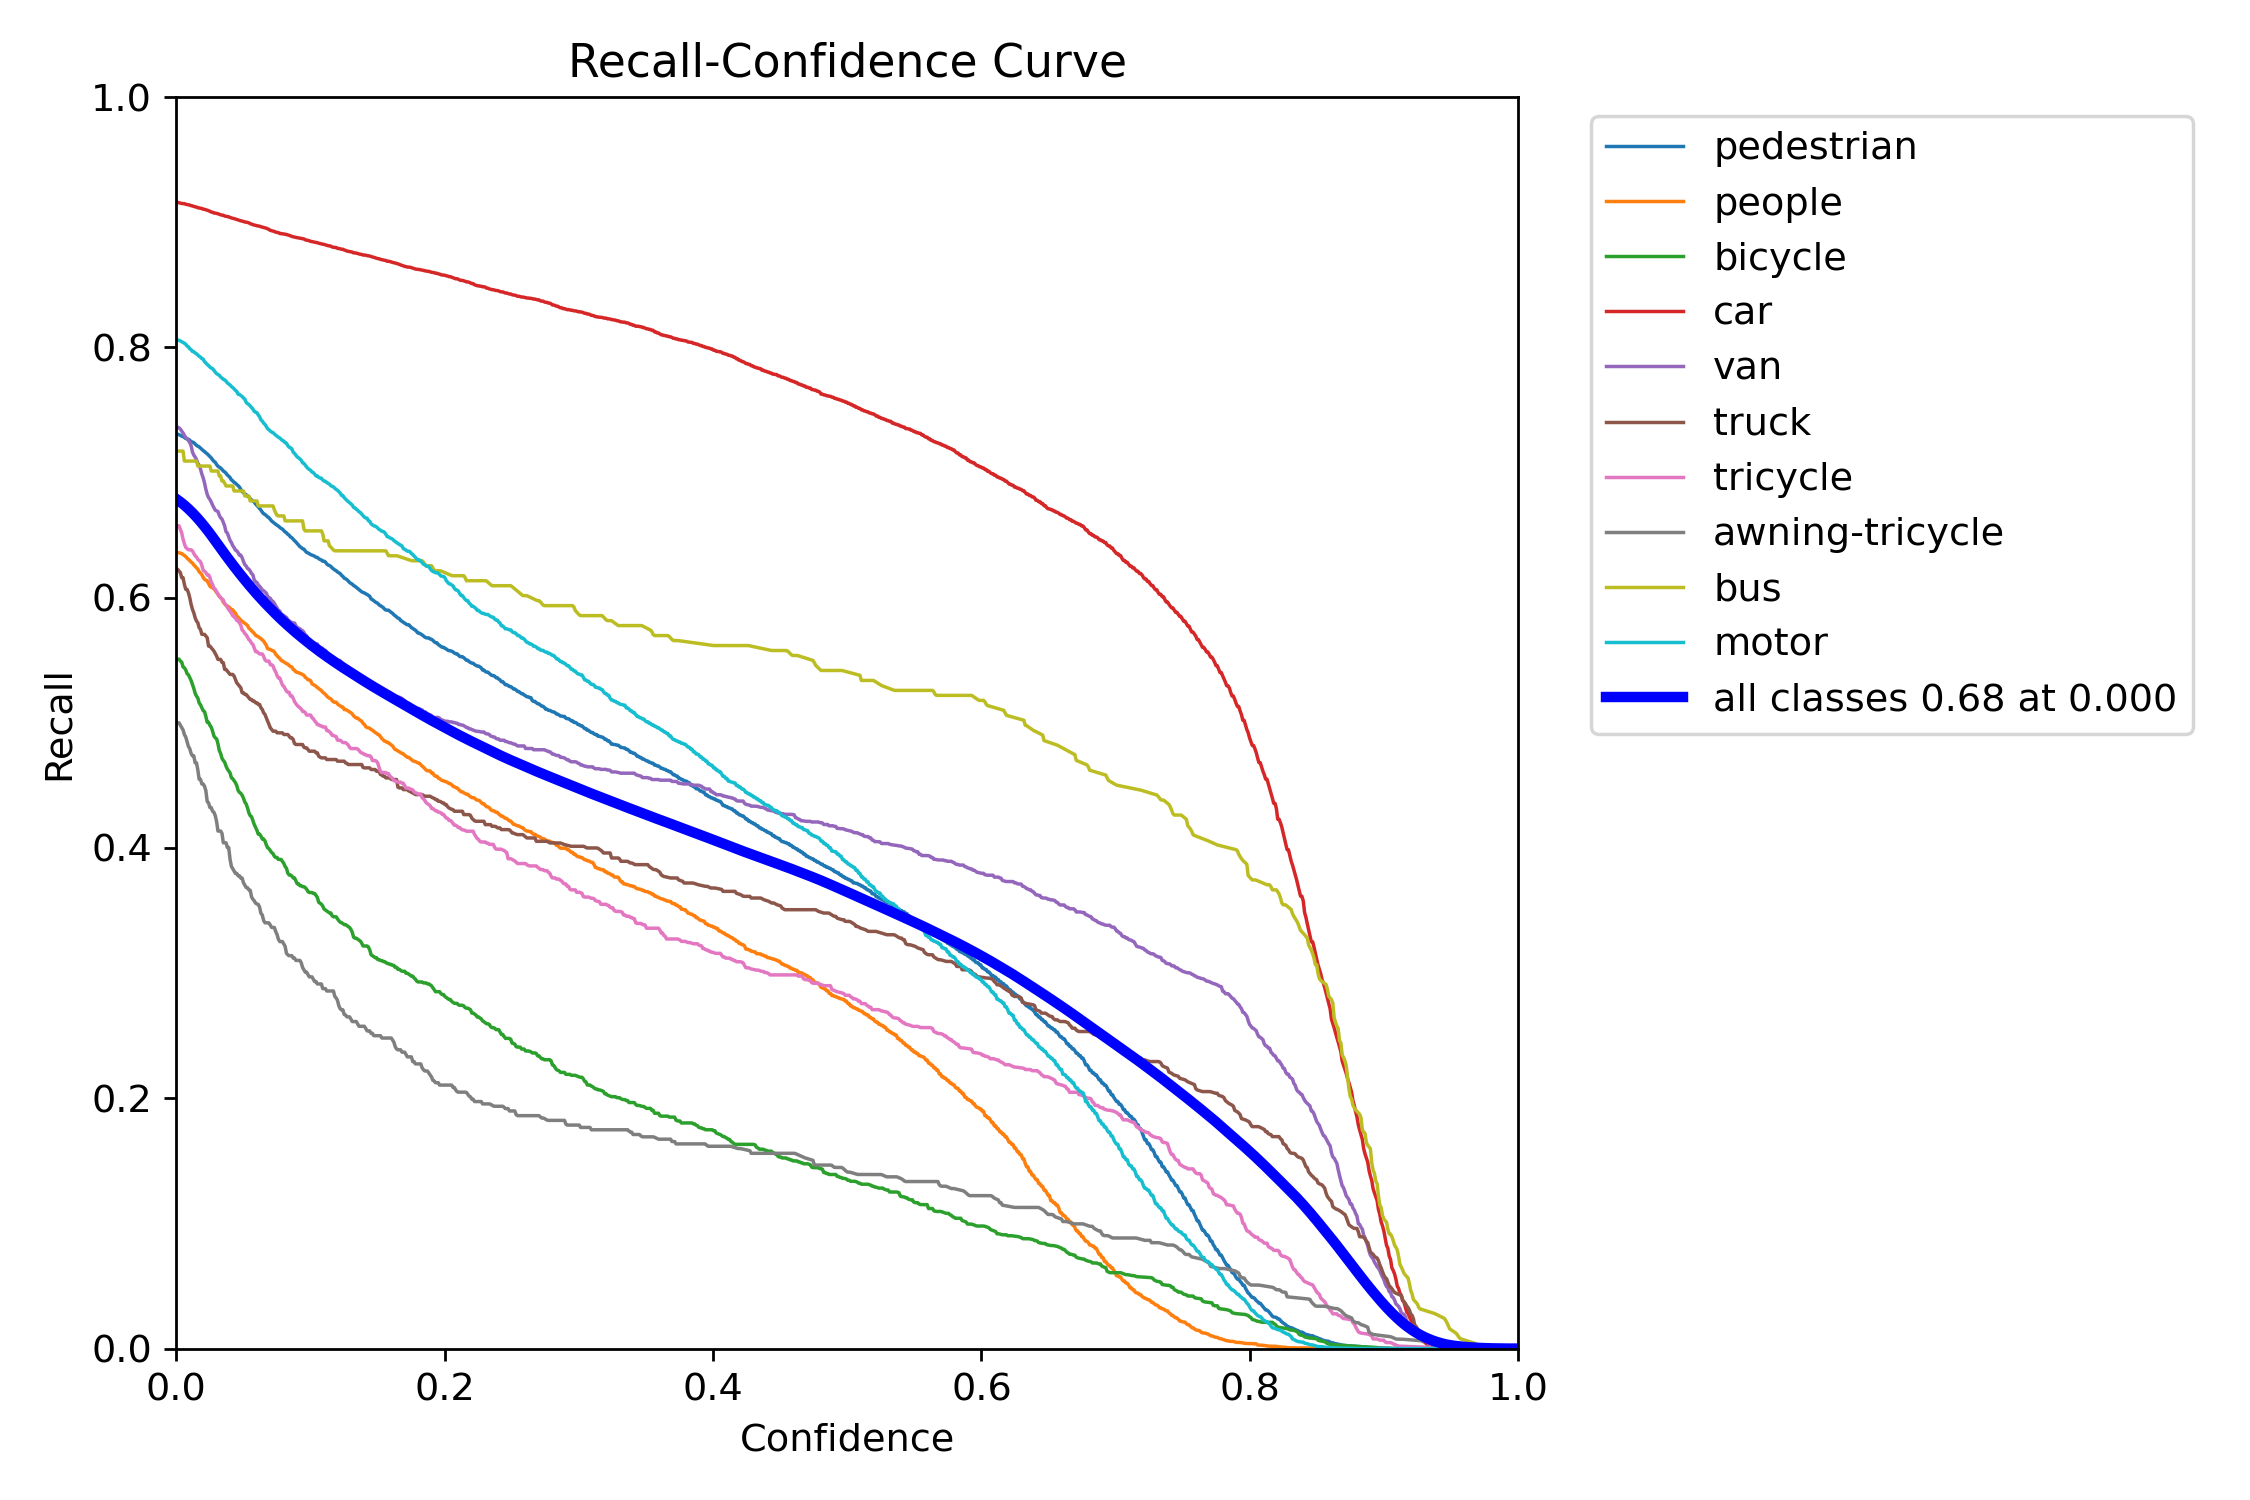 Recall-Confidence Curve
1.0
0.8
0.6
0.4
0.2
0.0
Recall
0.0 0.2 0.4 0.6 0.8 1.0
Confidence
pedestrian
people
bicycle
car
van
truck
tricycle
awning-tricycle
bus
motor
all classes 0.68 at 0.000